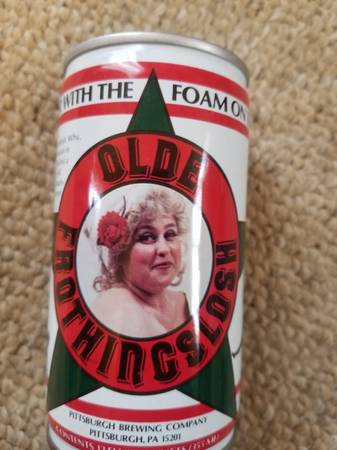 WITH THE FOAM ON
OLDE
FROTHINGSLOSH
PITTSBURGH BREWING COMPANY
PITTSBURGH, PA 15201